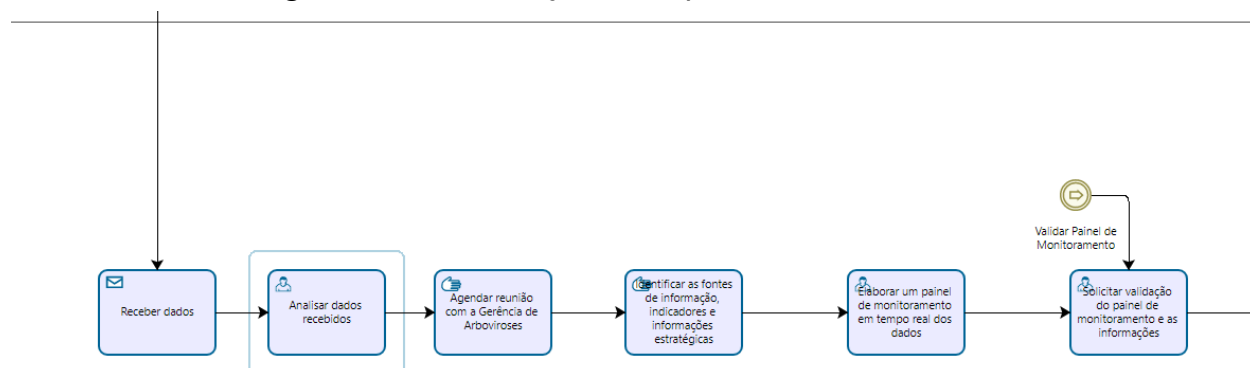 Receber dados
Analisar dados
recebidos
Agendar reunião
com a Gerência de
Arboviroses
Identificar as fontes
de informação,
indicadores e
informações
estratégicas
Elaborar um painel
de monitoramento
em tempo real dos
dados
Validar Painel de
Monitoramento
Solicitar validação
do painel de
monitoramento e as
informações